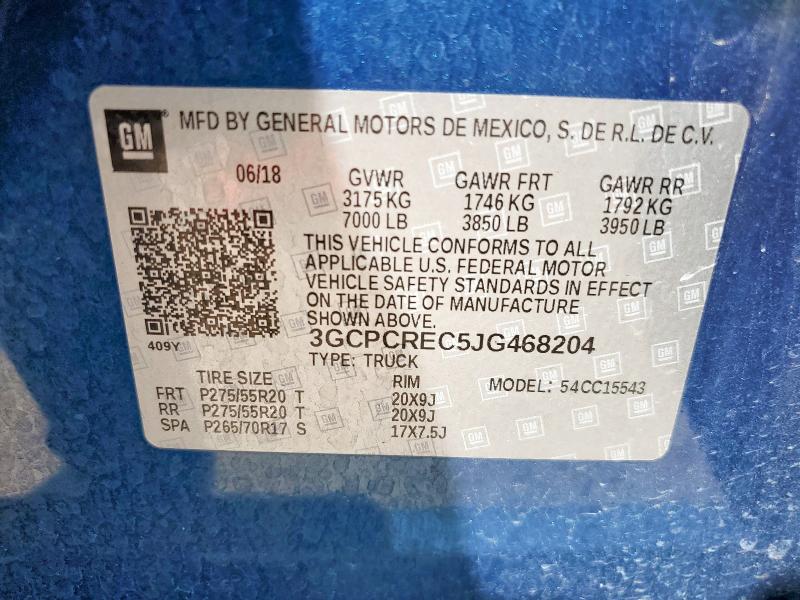 GM MFD BY GENERAL MOTORS DE MEXICO, S. DE R.L. DE C.V.
06/18 GVWR GAWR FRT GAWR RR
3175 KG 1746 KG 1792 KG
7000 LB 3850 LB 3950 LB
THIS VEHICLE CONFORMS TO ALL
APPLICABLE U.S. FEDERAL MOTOR
VEHICLE SAFETY STANDARDS IN EFFECT
ON THE DATE OF MANUFACTURE
SHOWN ABOVE.
409Y 3GCPCREC5JG468204
TYPE: TRUCK
TIRE SIZE RIM MODEL: 54CC15543
FRT P275/55R20 T 20X9J
RR P275/55R20 T 20X9J
SPA P265/70R17 S 17X7.5J